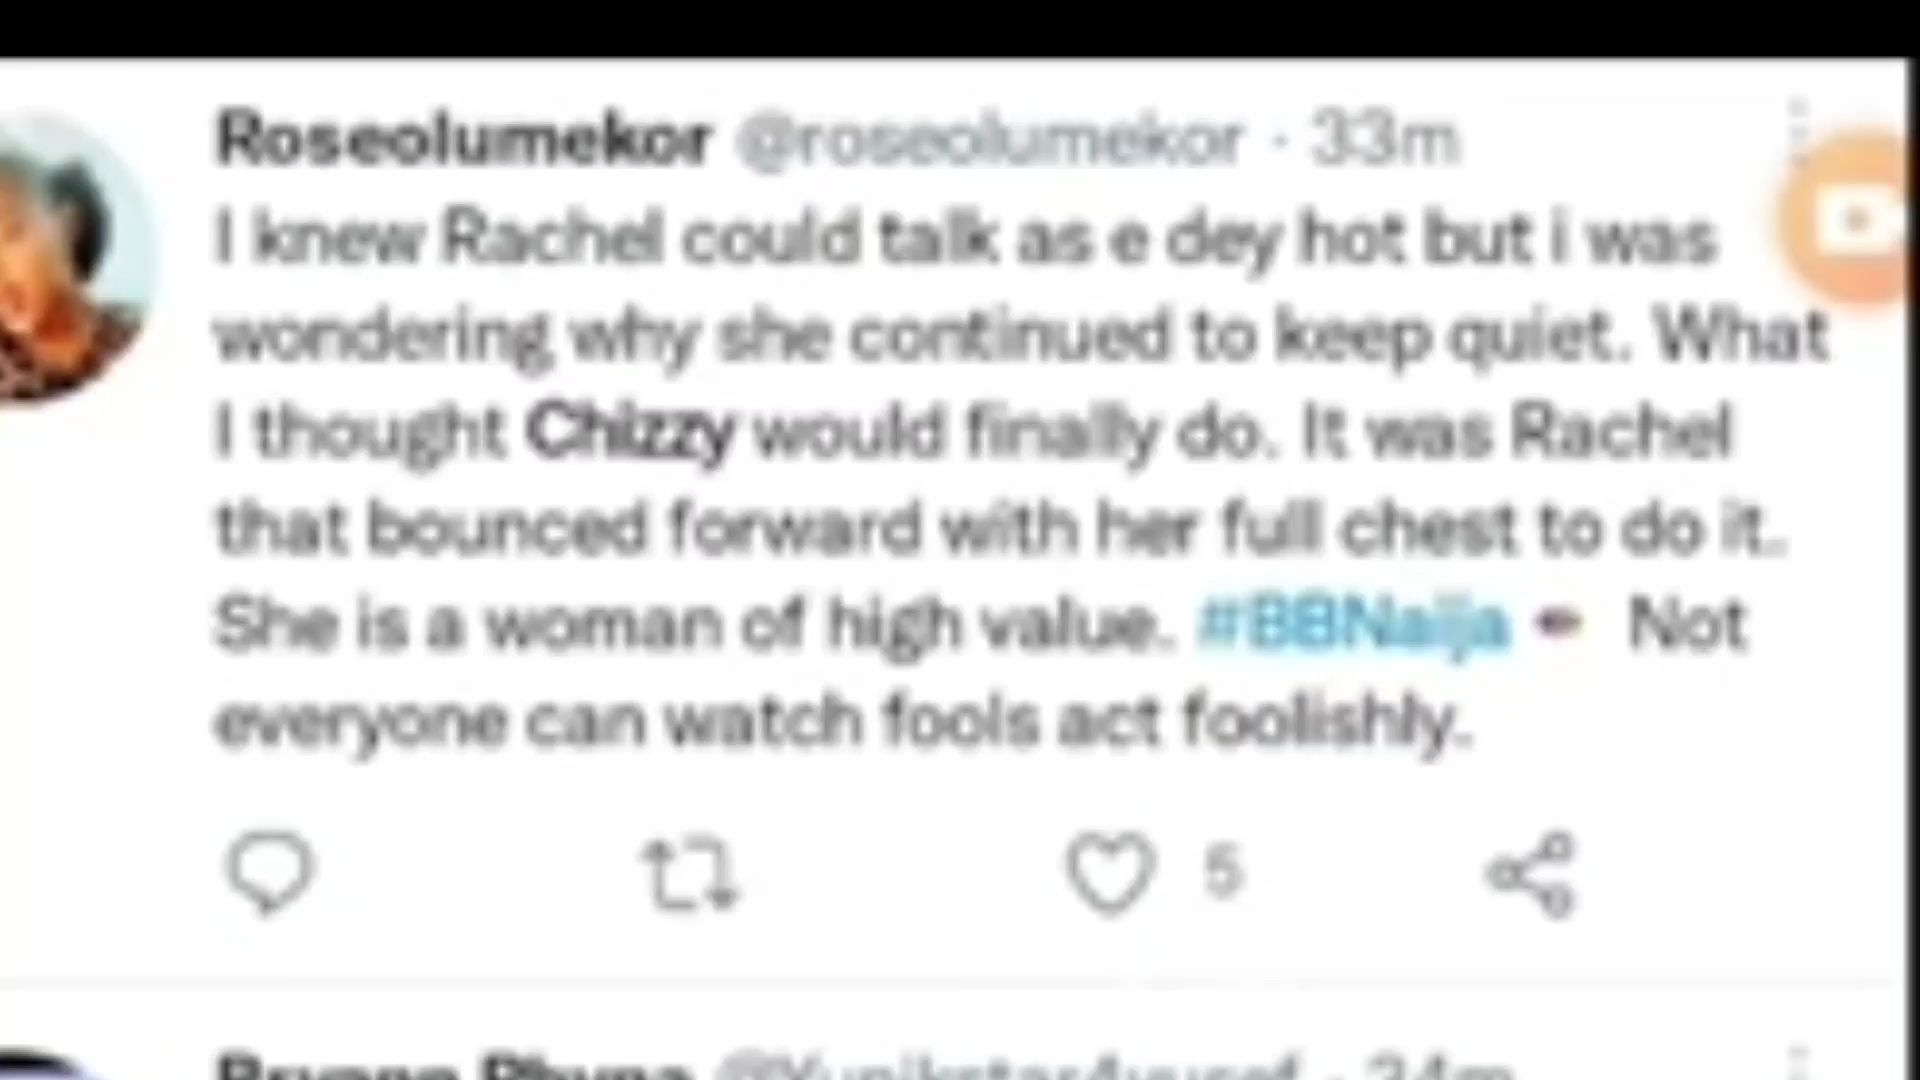 Roseolumekor @roseolumekor · 33m
I knew Rachel could talk as e dey hot but i was
wondering why she continued to keep quiet. What
I thought Chizzy would finally do. It was Rachel
that bounced forward with her full chest to do it.
She is a woman of high value. #BBNaija Not
everyone can watch fools act foolishly.
5
34m